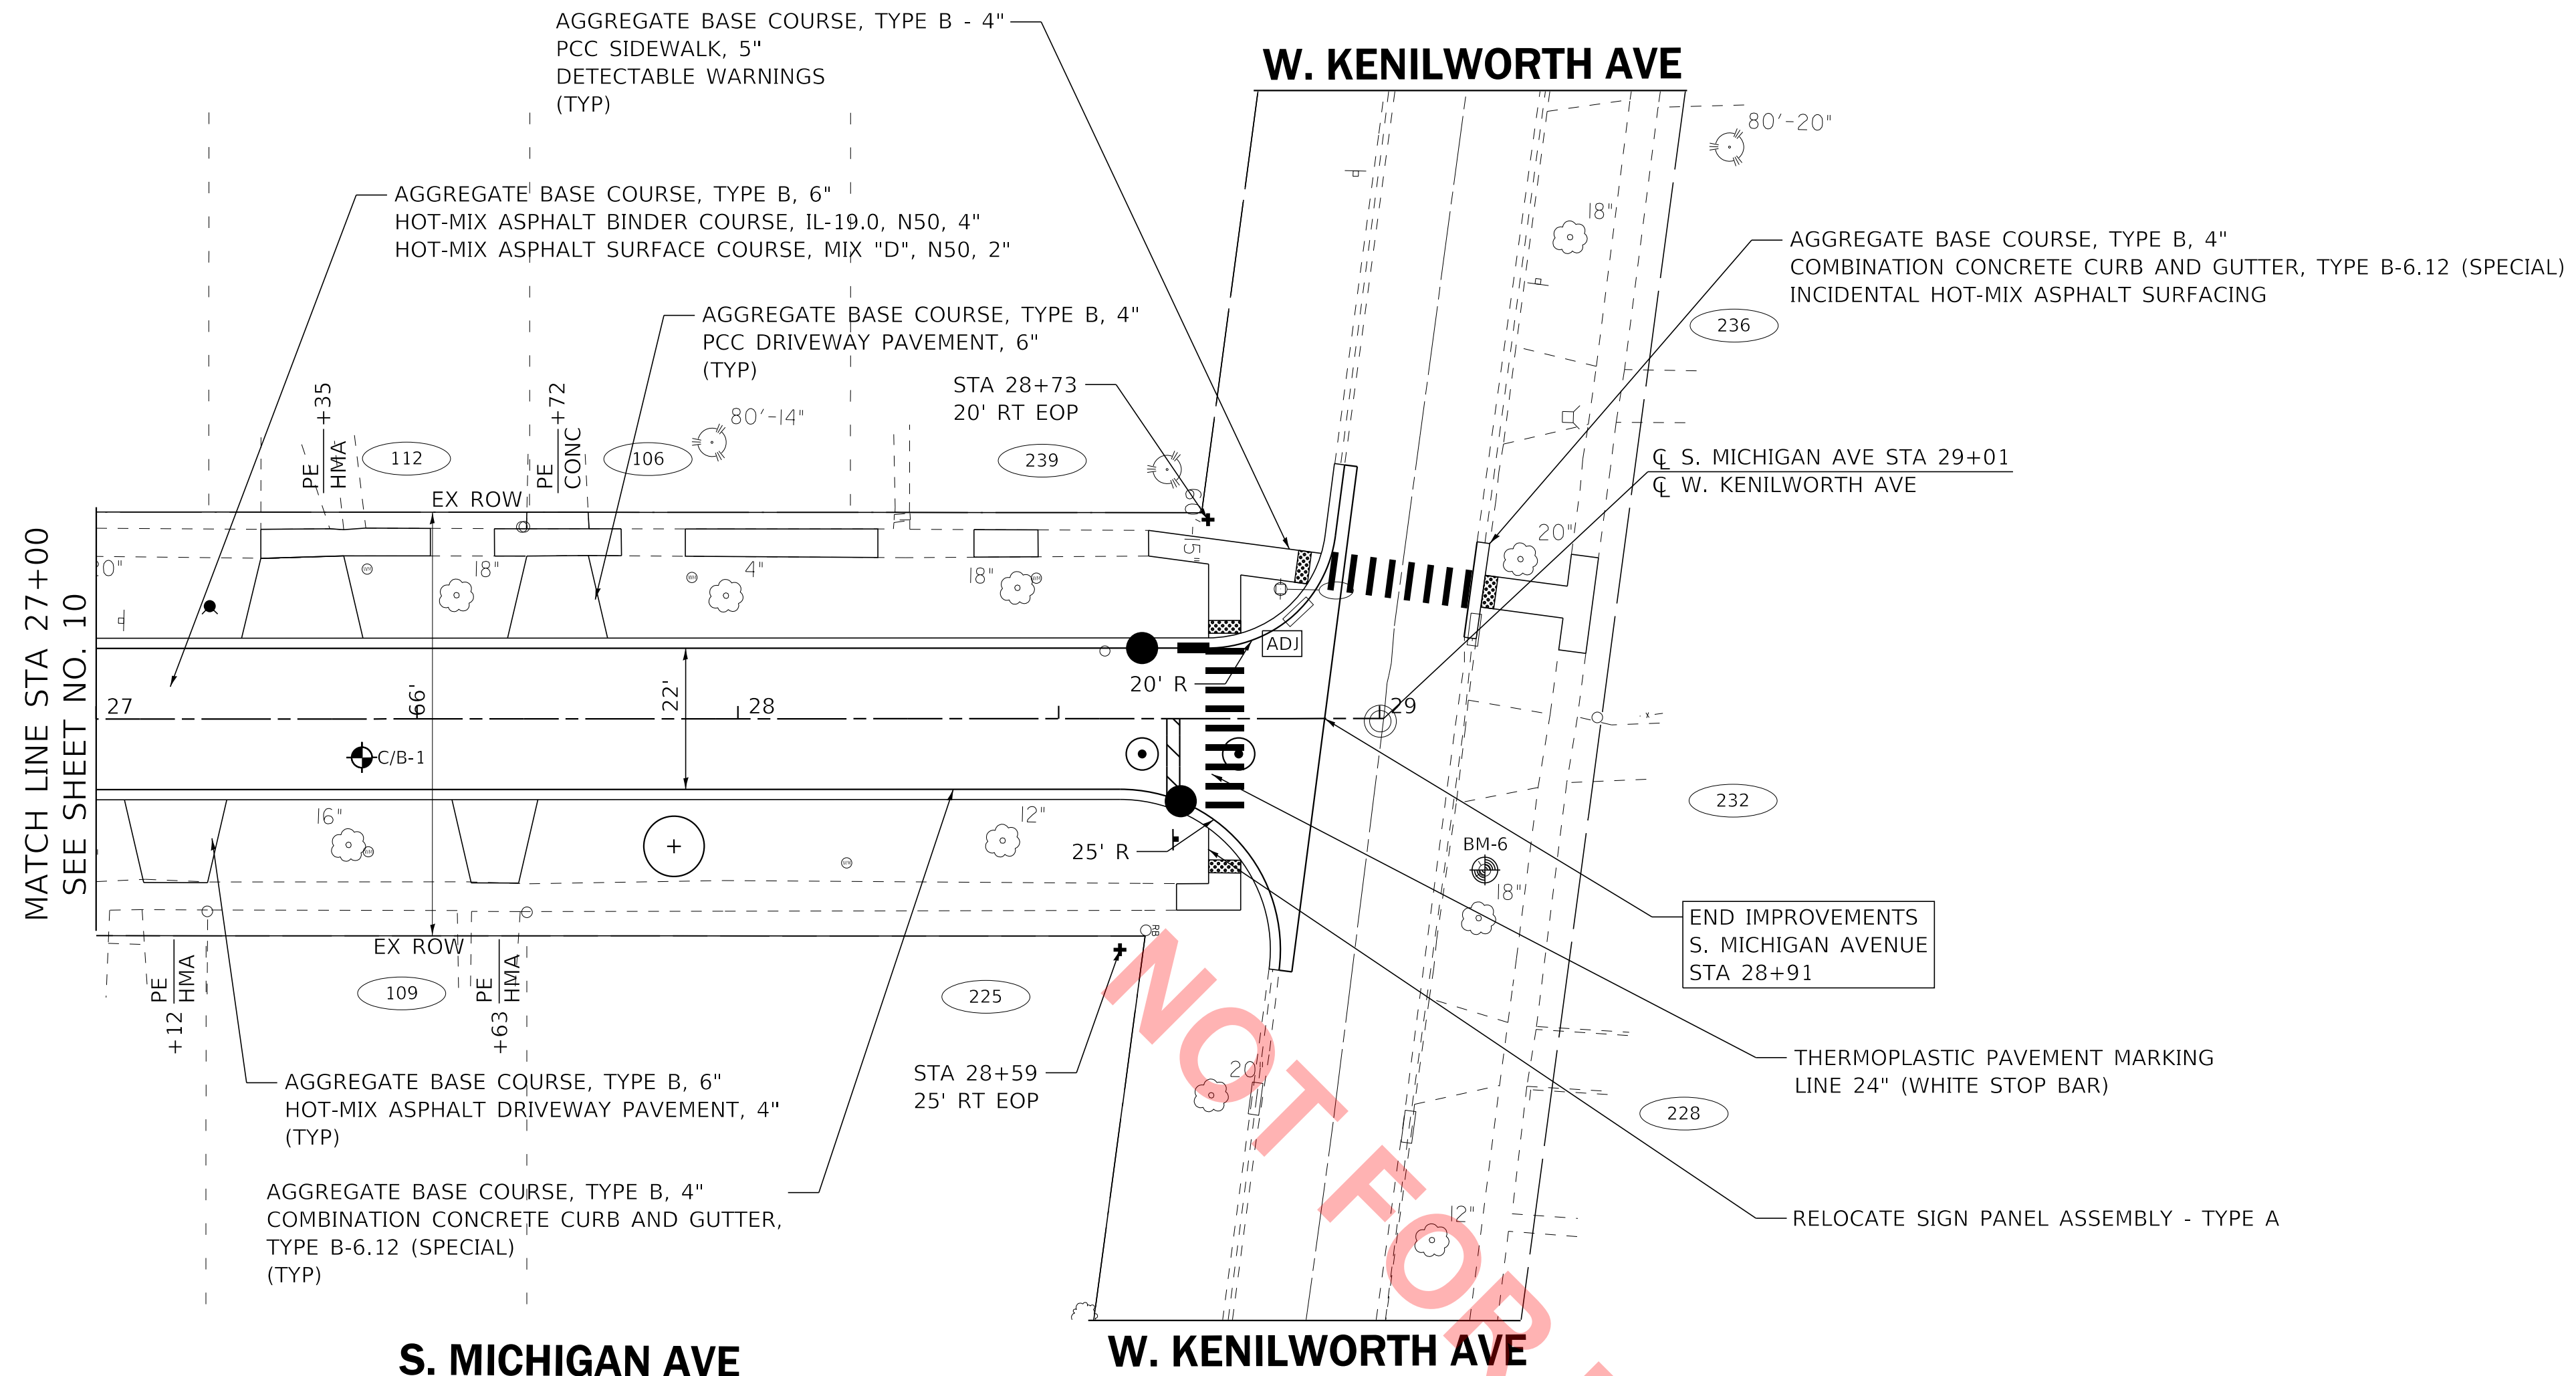 AGGREGATE BASE COURSE, TYPE B - 4"
PCC SIDEWALK, 5"
DETECTABLE WARNINGS
(TYP)
W. KENILWORTH AVE
80'-20"
AGGREGATE BASE COURSE, TYPE B, 6"
HOT-MIX ASPHALT BINDER COURSE, IL-19.0, N50, 4"
HOT-MIX ASPHALT SURFACE COURSE, MIX "D", N50, 2"
18"
AGGREGATE BASE COURSE, TYPE B, 4"
COMBINATION CONCRETE CURB AND GUTTER, TYPE B-6.12 (SPECIAL)
INCIDENTAL HOT-MIX ASPHALT SURFACING
236
AGGREGATE BASE COURSE, TYPE B, 4"
PCC DRIVEWAY PAVEMENT, 6"
(TYP)
STA 28+73
20' RT EOP
80'-14"
PE
HMA
+35
112
PE
CONC
+72
106
239
EX ROW
60'-15"
℄ S. MICHIGAN AVE STA 29+01
℄ W. KENILWORTH AVE
MATCH LINE STA 27+00
SEE SHEET NO. 10
18"
4"
18"
20"
ADJ
20' R
27
66'
22'
28
29
C/B-1
16"
12"
25' R
232
BM-6
18"
END IMPROVEMENTS
S. MICHIGAN AVENUE
STA 28+91
EX ROW
RB
PE
HMA
+12
109
PE
HMA
+63
225
STA 28+59
25' RT EOP
20"
THERMOPLASTIC PAVEMENT MARKING
LINE 24" (WHITE STOP BAR)
228
AGGREGATE BASE COURSE, TYPE B, 6"
HOT-MIX ASPHALT DRIVEWAY PAVEMENT, 4"
(TYP)
AGGREGATE BASE COURSE, TYPE B, 4"
COMBINATION CONCRETE CURB AND GUTTER,
TYPE B-6.12 (SPECIAL)
(TYP)
12"
RELOCATE SIGN PANEL ASSEMBLY - TYPE A
NOT FOR
S. MICHIGAN AVE
W. KENILWORTH AVE